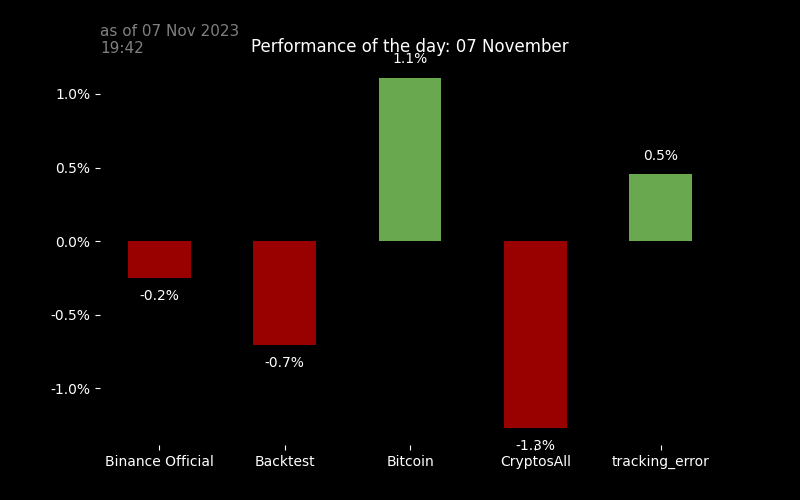 as of 07 Nov 2023
19:42
Performance of the day: 07 November
1.1%
1.0%
0.5%
0.5%
0.0%
-0.2%
-0.5%
-0.7%
-1.0%
-1.3%
Binance Official
Backtest
Bitcoin
CryptosAll
tracking_error